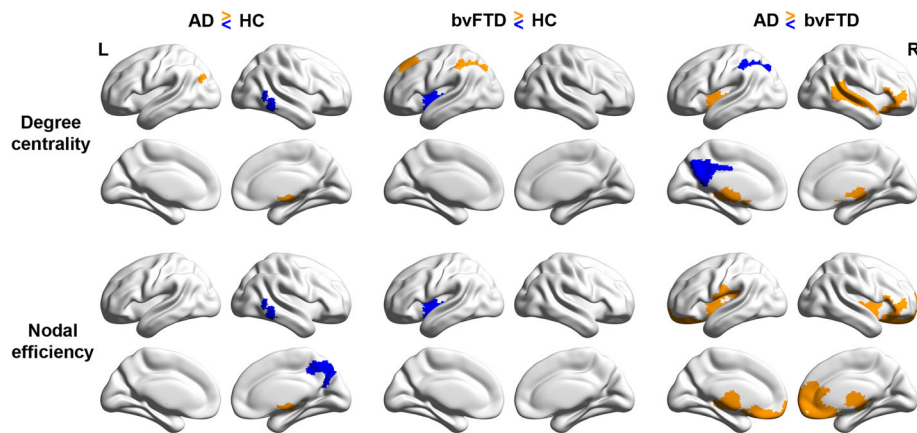 AD > < HC
bvFTD > < HC
AD > < bvFTD
L
R
Degree
centrality
Nodal
efficiency